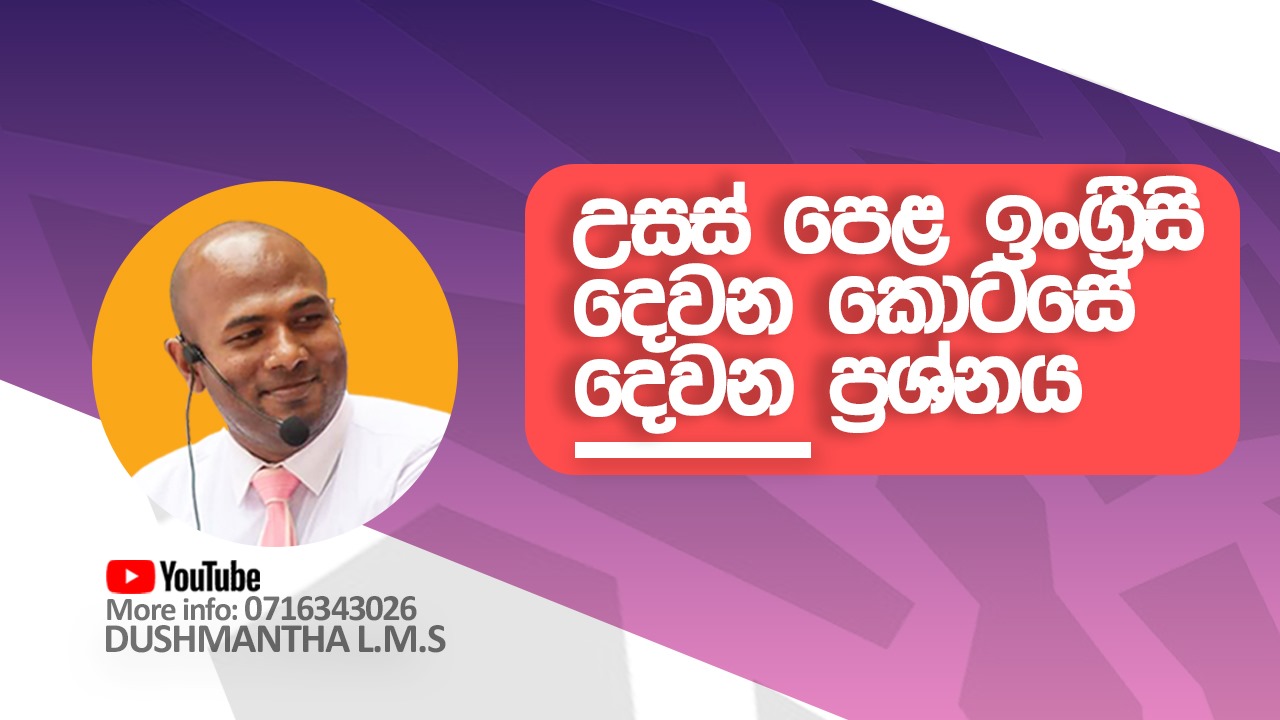 උසස් පෙළ ඉංග්‍රීසි
දෙවන කොටසේ
දෙවන ප්‍රශ්නය
YouTube
More info: 0716343026
DUSHMANTHA L.M.S